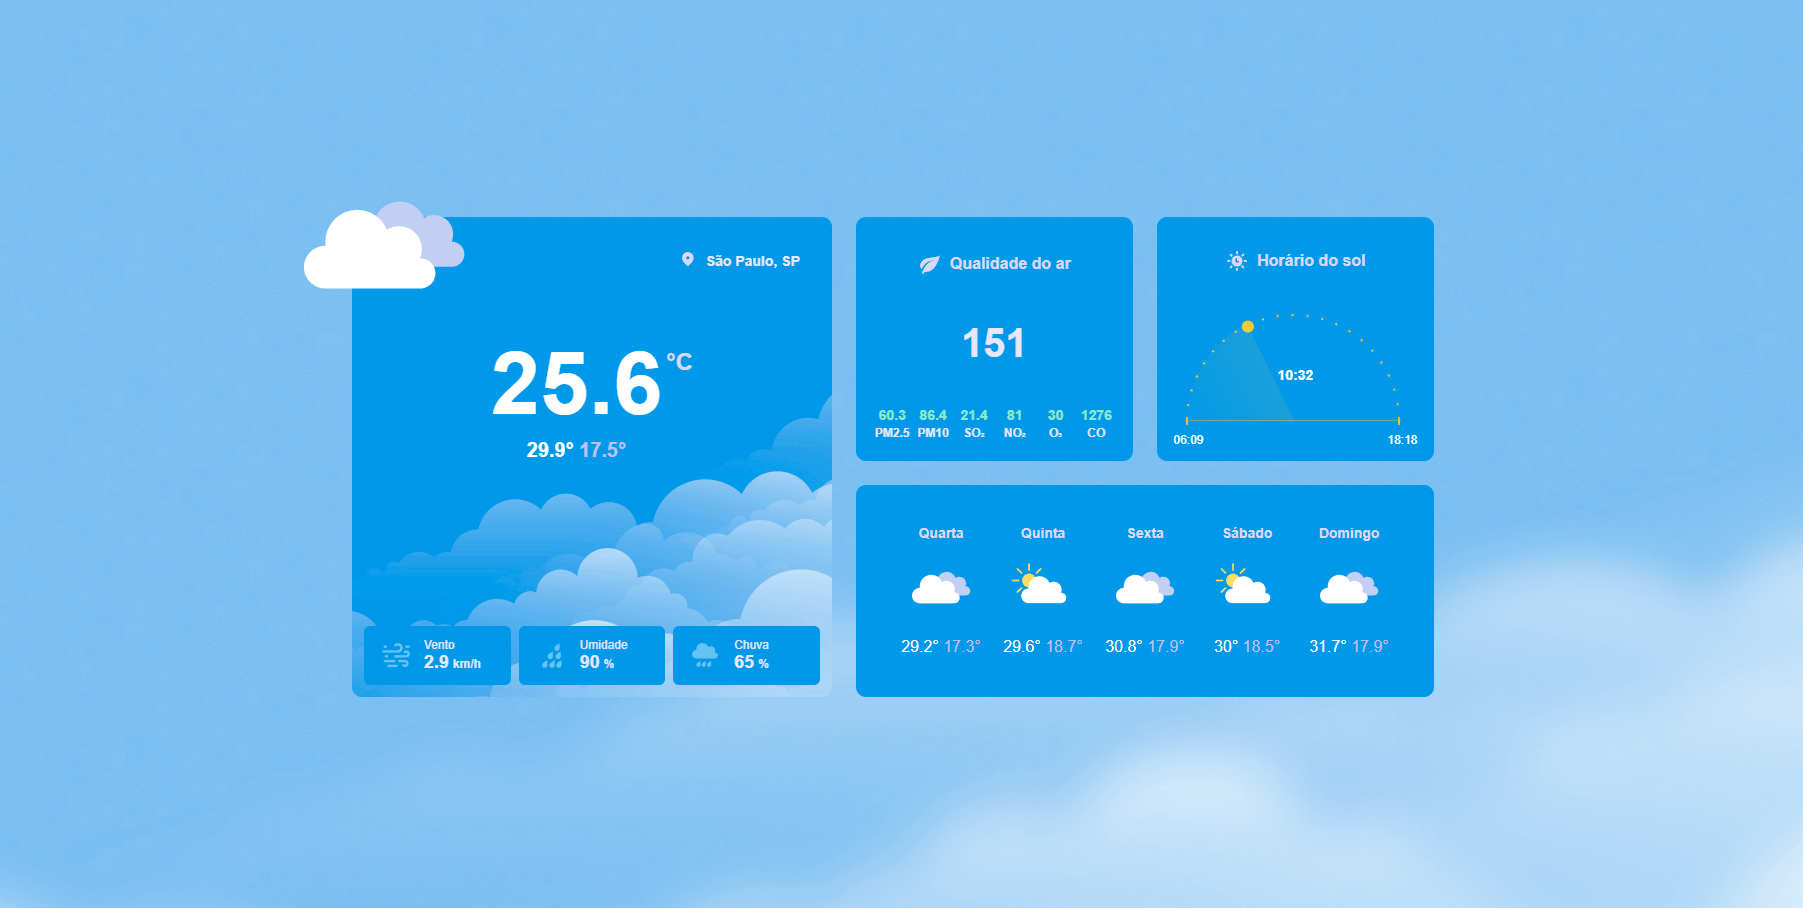 São Paulo, SP
25.6 °C
29.9° 17.5°
Vento
2.9 km/h
Umidade
90 %
Chuva
65 %
Qualidade do ar
151
60.3 86.4 21.4 81 30 1276
PM2.5 PM10 SO₂ NO₂ O₃ CO
Horário do sol
10:32
06:09 18:18
Quarta Quinta Sexta Sábado Domingo
29.2° 17.3° 29.6° 18.7° 30.8° 17.9° 30° 18.5° 31.7° 17.9°